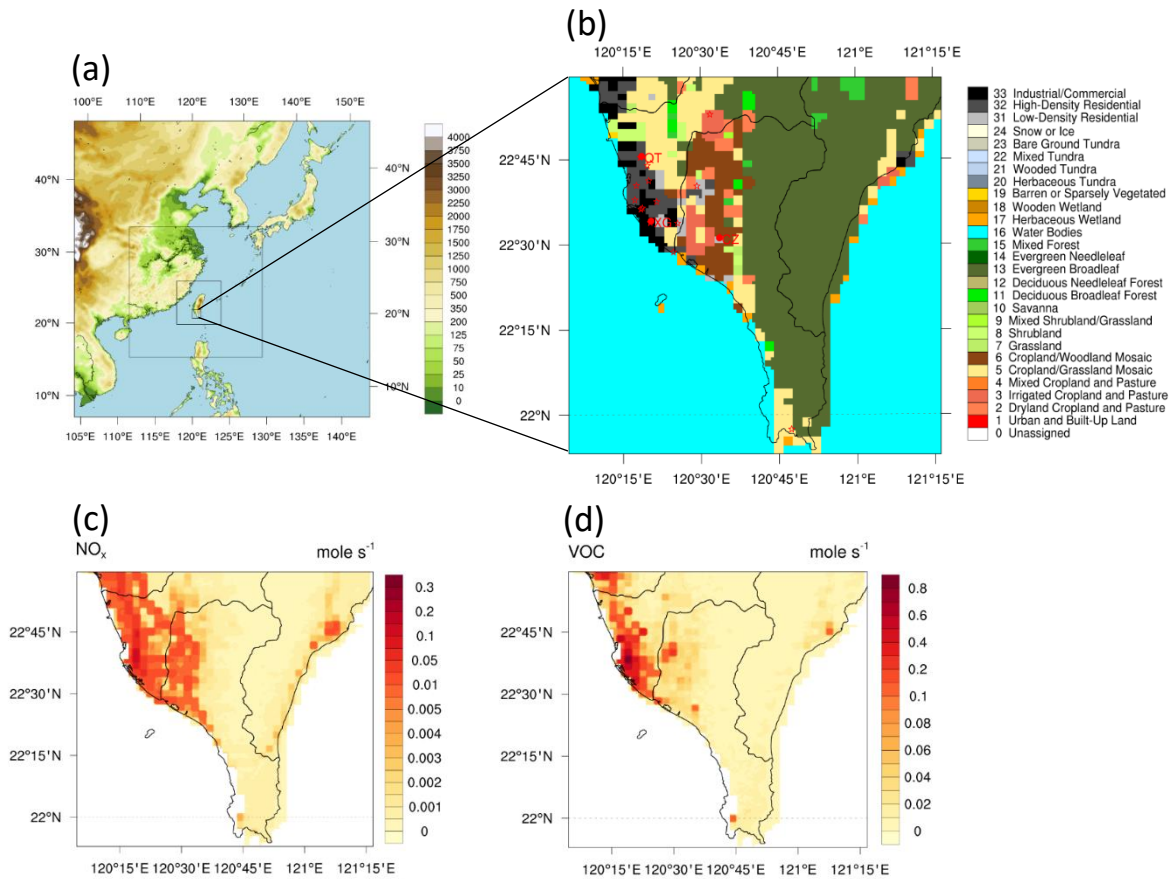 (a)
100°E 110°E 120°E 130°E 140°E 150°E
40°N
30°N
20°N
10°N
40°N
30°N
20°N
10°N
104°E 115°E 120°E 125°E 130°E 135°E 140°E
4000
3750
3500
3250
3000
2500
2000
1750
1500
1250
1000
750
500
350
200
125
75
50
25
10
0
(b)
120°15'E 120°30'E 120°45'E 121°E 121°15'E
22°45'N
22°30'N
22°15'N
22°N
QT
120°15'E 120°30'E 120°45'E 121°E 121°15'E
33 Industrial/Commercial
32 High-Density Residential
31 Low-Density Residential
24 Snow or Ice
23 Bare Ground Tundra
22 Mixed Tundra
21 Wooded Tundra
20 Herbaceous Tundra
19 Barren or Sparsely Vegetated
18 Wooden Wetland
17 Herbaceous Wetland
16 Water Bodies
15 Mixed Forest
14 Evergreen Needleleaf
13 Evergreen Broadleaf
12 Deciduous Needleleaf Forest
11 Deciduous Broadleaf Forest
10 Savanna
9 Mixed Shrubland/Grassland
8 Shrubland
7 Grassland
6 Cropland/Woodland Mosaic
5 Cropland/Grassland Mosaic
4 Mixed Cropland and Pasture
3 Irrigated Cropland and Pasture
2 Dryland Cropland and Pasture
1 Urban and Built-Up Land
0 Unassigned
(c)
NOₓ mole s⁻¹
22°45'N
22°30'N
22°15'N
22°N
120°15'E 120°30'E 120°45'E 121°E 121°15'E
0.3
0.2
0.1
0.05
0.01
0.005
0.003
0.002
0.001
0
(d)
VOC mole s⁻¹
22°45'N
22°30'N
22°15'N
22°N
120°15'E 120°30'E 120°45'E 121°E 121°15'E
0.8
0.6
0.4
0.2
0.1
0.08
0.06
0.04
0.02
0